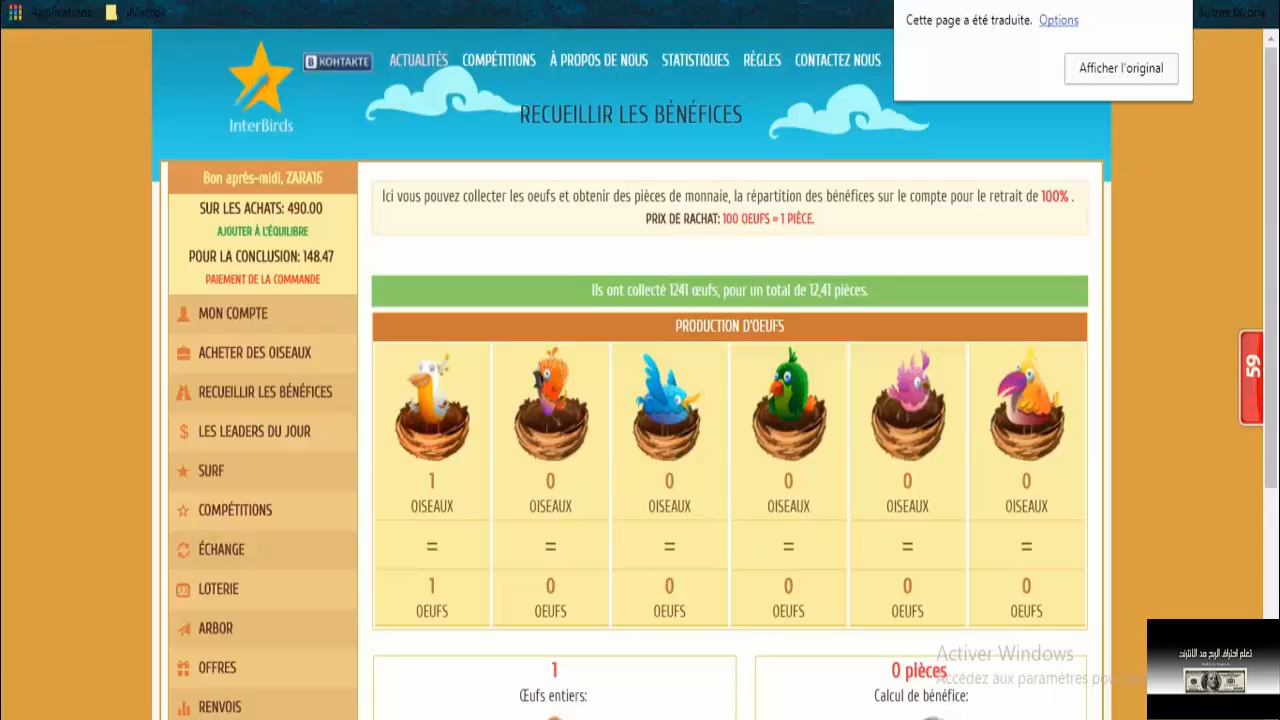 Applications
Cette page a été traduite. Options
Autres favoris
Afficher l'original
InterBirds
B КОНТАКТЕ
ACTUALITÉS COMPÉTITIONS À PROPOS DE NOUS STATISTIQUES RÈGLES CONTACTEZ NOUS
RECUEILLIR LES BÉNÉFICES
Bon après-midi, ZARA16
SUR LES ACHATS: 490.00
AJOUTER À L'ÉQUILIBRE
POUR LA CONCLUSION: 148.47
PAIEMENT DE LA COMMANDE
MON COMPTE
ACHETER DES OISEAUX
RECUEILLIR LES BÉNÉFICES
LES LEADERS DU JOUR
SURF
COMPÉTITIONS
ÉCHANGE
LOTERIE
ARBOR
OFFRES
RENVOIS
Ici vous pouvez collecter les oeufs et obtenir des pièces de monnaie, la répartition des bénéfices sur le compte pour le retrait de 100% .
PRIX DE RACHAT: 100 OEUFS = 1 PIÈCE.
Ils ont collecté 1241 œufs, pour un total de 12,41 pièces.
PRODUCTION D'OEUFS
1 0 0 0 0 0
OISEAUX OISEAUX OISEAUX OISEAUX OISEAUX OISEAUX
= = = = = =
1 0 0 0 0 0
OEUFS OEUFS OEUFS OEUFS OEUFS OEUFS
1
Œufs entiers:
0 pièces
Calcul de bénéfice:
Activer Windows
Accédez aux paramètres
59
تعلم احتراف الربح من الانترنت